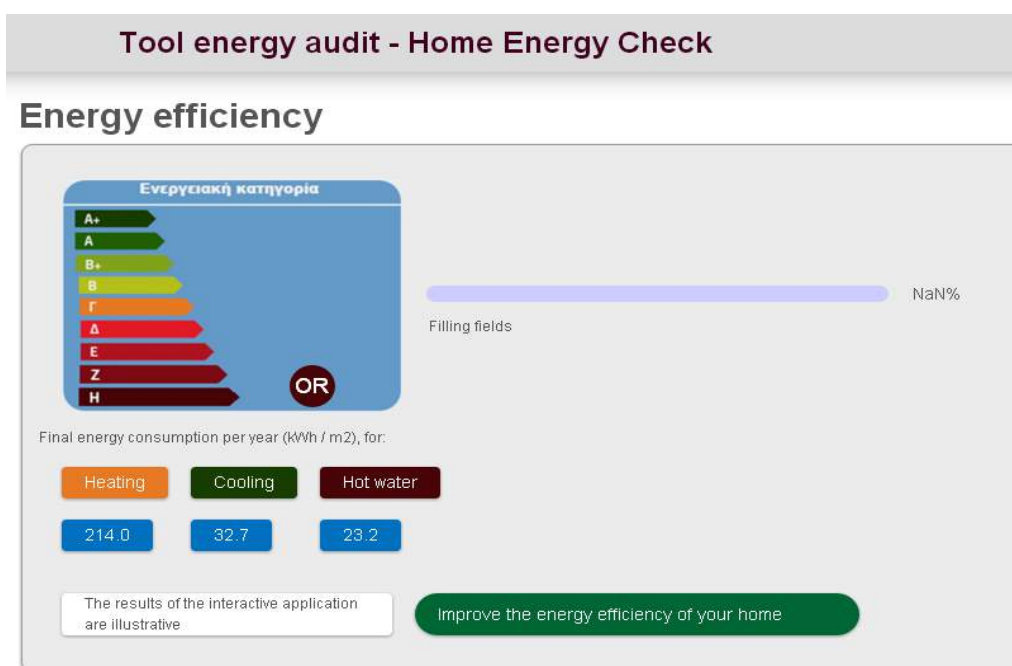 Tool energy audit - Home Energy Check
Energy efficiency
Ενεργειακή κατηγορία
A+
A
B+
B
Γ
Δ
E
Z
H
OR
NaN%
Filling fields
Final energy consumption per year (kWh / m2), for:
Heating Cooling Hot water
214.0 32.7 23.2
The results of the interactive application
are illustrative
Improve the energy efficiency of your home